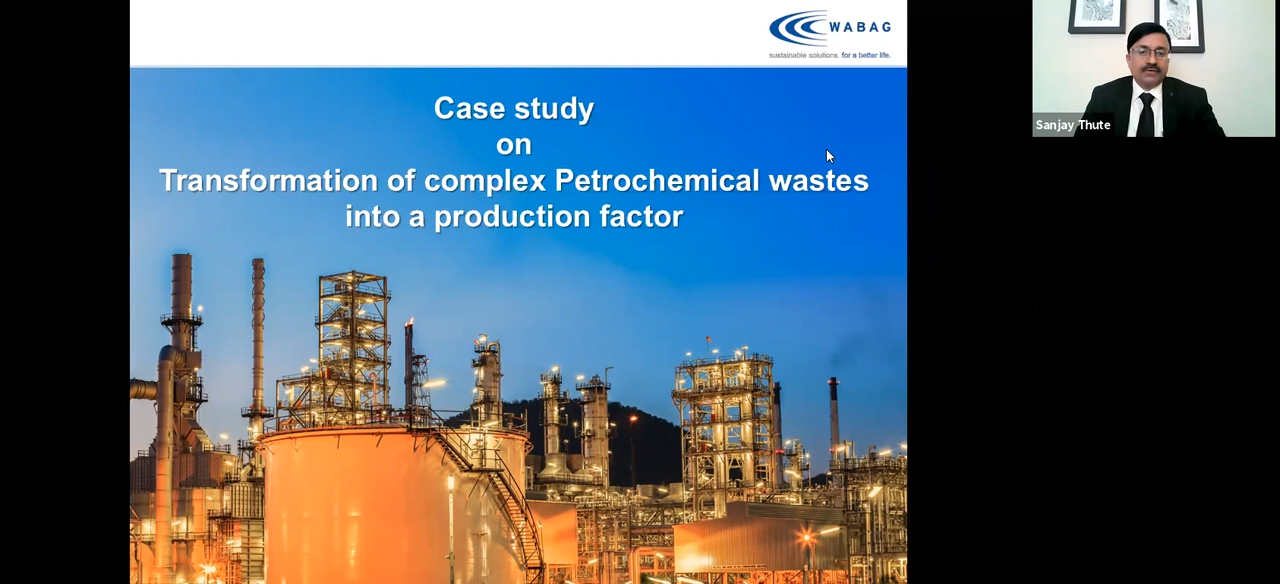 WABAG
sustainable solutions. for a better life.
Case study
on
Transformation of complex Petrochemical wastes
into a production factor
Sanjay Thute